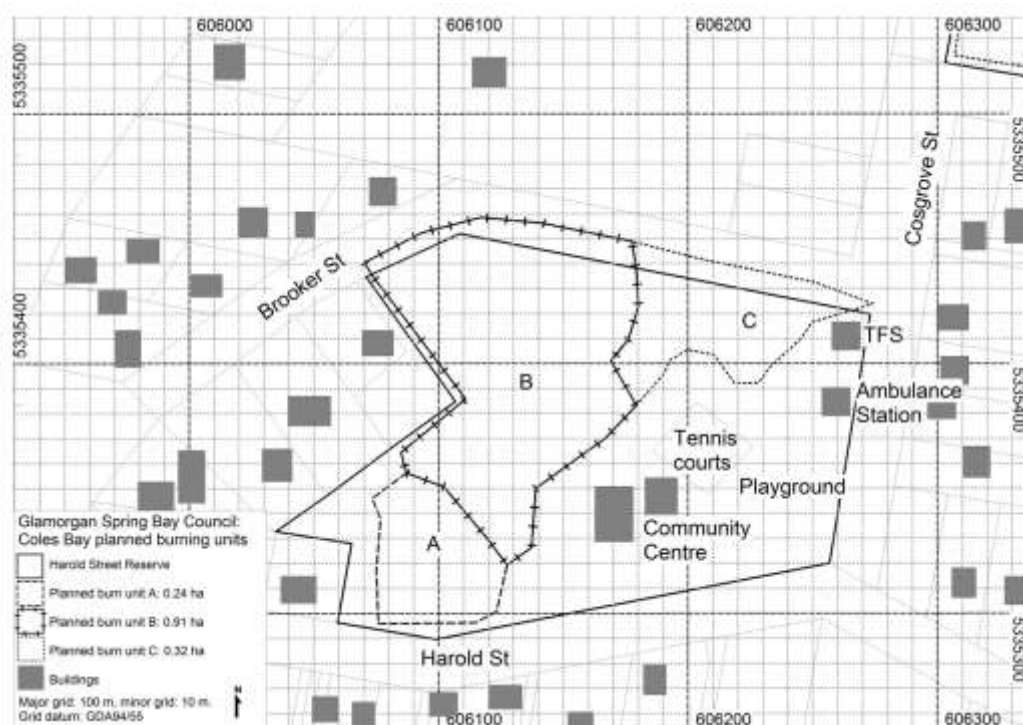 606000
606100
606200
606300
5335500
5335500
Cosgrove St.
Brooker St
5335400
C
TFS
B
Ambulance
Station
5335400
Tennis
courts
Playground
Community
Centre
A
Glamorgan Spring Bay Council:
Coles Bay planned burning units
Harold Street Reserve
Planned burn unit A: 0.24 ha
Planned burn unit B: 0.91 ha
Planned burn unit C: 0.32 ha
Buildings
Major grid: 100 m, minor grid: 10 m.
Grid datum: GDA94/55
N
Harold St
5335300
606100
606200
606300